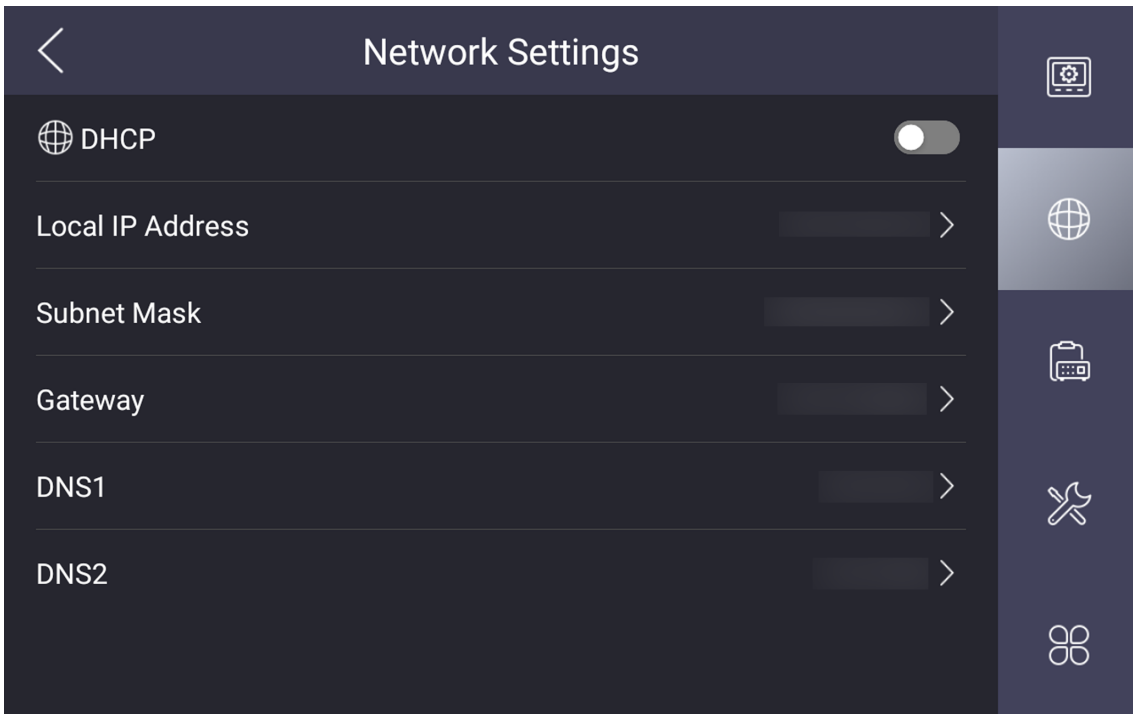 Network Settings
DHCP
Local IP Address
Subnet Mask
Gateway
DNS1
DNS2